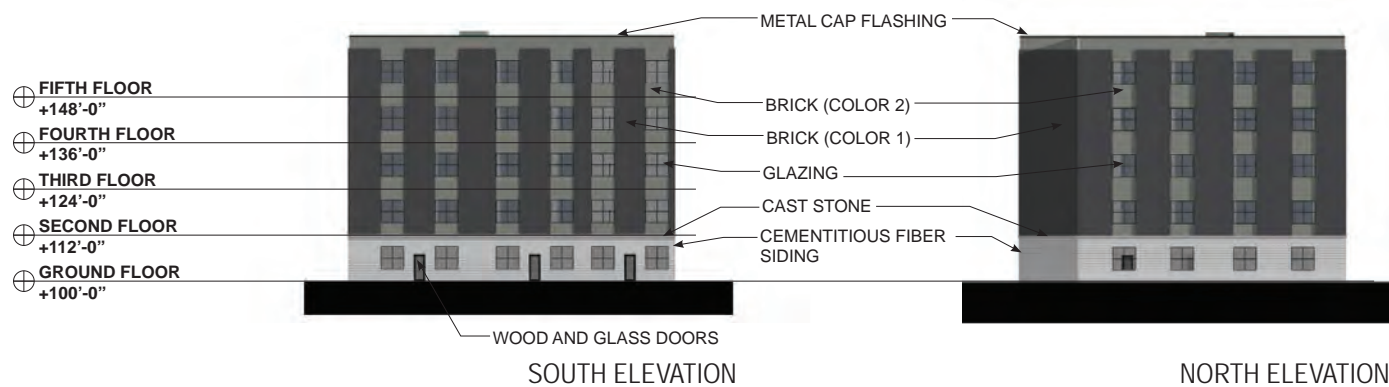 METAL CAP FLASHING
FIFTH FLOOR
+148'-0”
BRICK (COLOR 2)
FOURTH FLOOR
+136'-0”
BRICK (COLOR 1)
THIRD FLOOR
+124'-0”
GLAZING
SECOND FLOOR
+112'-0”
CAST STONE
CEMENTITIOUS FIBER
SIDING
GROUND FLOOR
+100'-0”
WOOD AND GLASS DOORS
SOUTH ELEVATION
NORTH ELEVATION